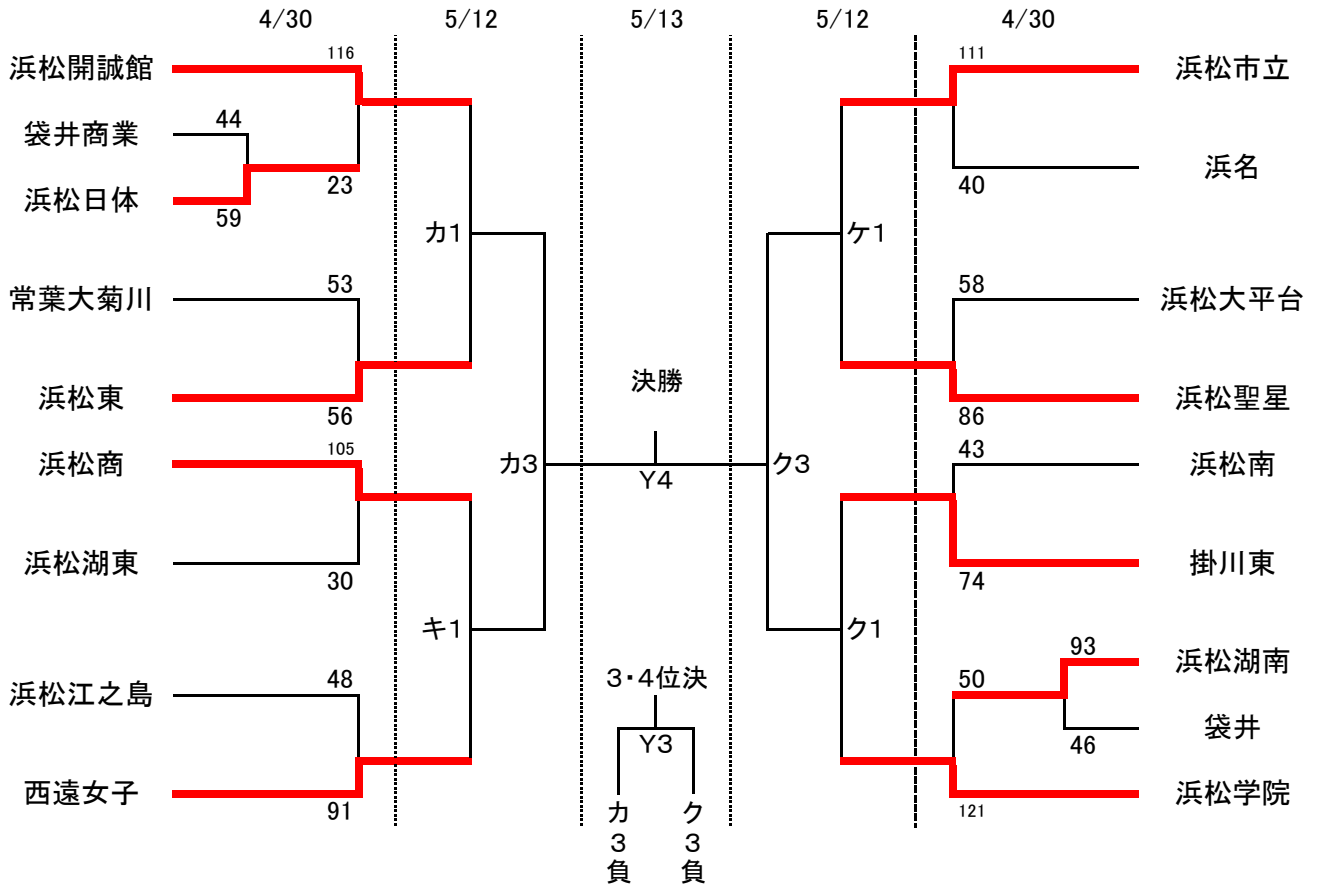 4/30
5/12
5/13
5/12
4/30
浜松開誠館
116
袋井商業
44
浜松日体
23
59
カ1
常葉大菊川
53
浜松東
56
浜松商
105
カ3
浜松湖東
30
キ1
浜松江之島
48
西遠女子
91
決勝
Y4
3・4位決
Y3
カ3負
ク3負
111
浜松市立
浜名
40
ケ1
58
浜松大平台
浜松聖星
86
ク3
43
浜松南
掛川東
74
ク1
93
浜松湖南
50
袋井
46
浜松学院
121